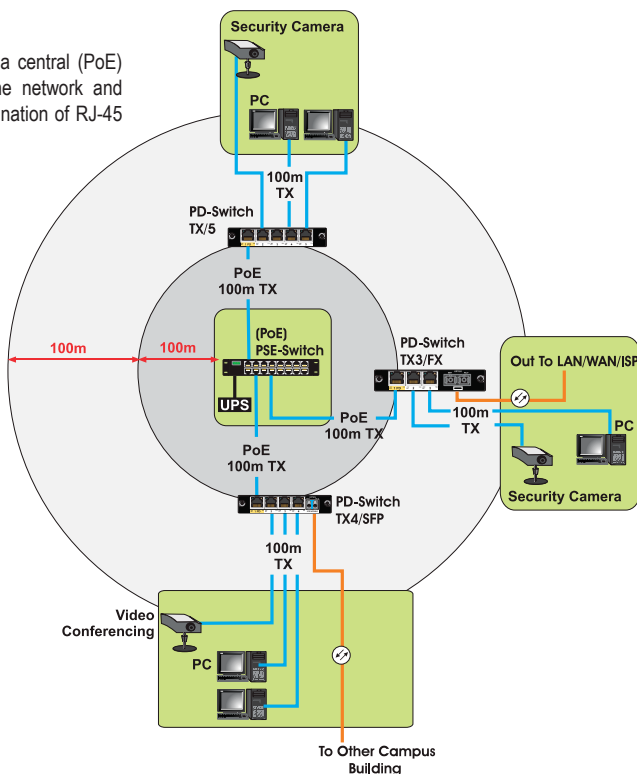 a central (PoE)
ne network and
nation of RJ-45
Security Camera
PC
100m
TX
PD-Switch
TX/5
PoE
100m TX
100m
100m
(PoE)
PSE-Switch
UPS
PD-Switch
TX3/FX
Out To LAN/WAN/ISP
PoE
100m TX
100m
TX
PC
Security Camera
PoE
100m TX
PD-Switch
TX4/SFP
100m
TX
Video
Conferencing
PC
To Other Campus
Building